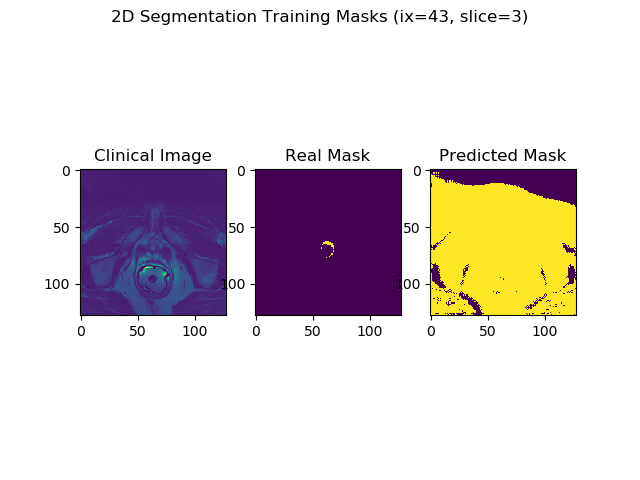 2D Segmentation Training Masks (ix=43, slice=3)
Clinical Image Real Mask Predicted Mask
0 0 0
50 50 50
100 100 100
0 100 0 50 100 0 50 100